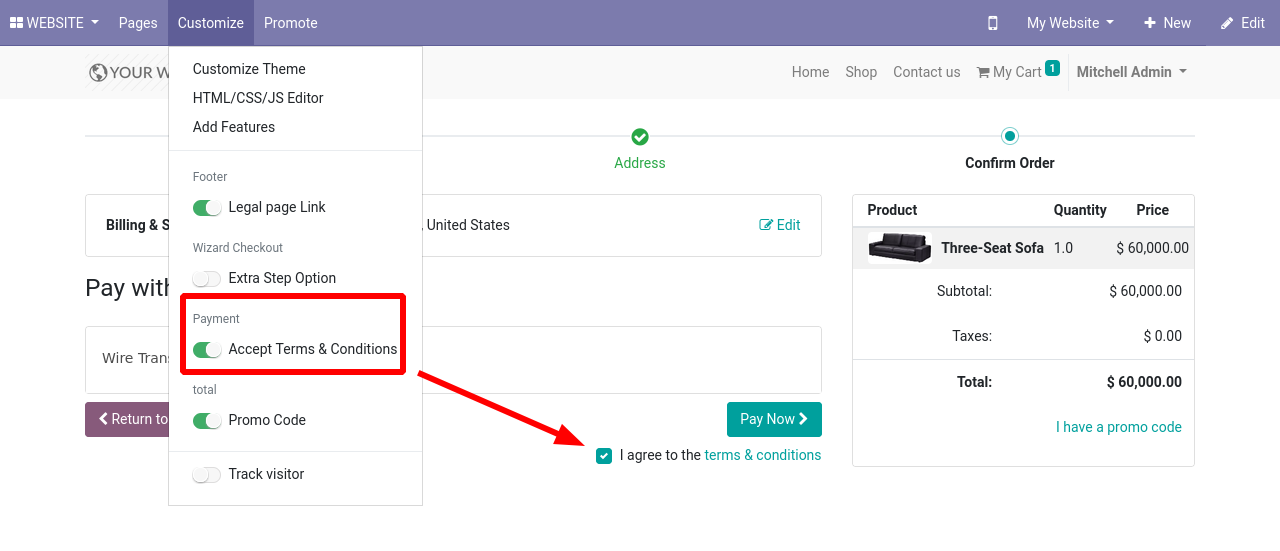 WEBSITE Pages Customize Promote My Website New Edit
YOUR W Home Shop Contact us My Cart 1 Mitchell Admin
Customize Theme
HTML/CSS/JS Editor
Add Features
Footer
Legal page Link
Wizard Checkout
Extra Step Option
Payment
Accept Terms & Conditions
total
Promo Code
Track visitor
Address Confirm Order
Billing & S , United States Edit
Pay with
Wire Tran
Return to Pay Now
I agree to the terms & conditions
Product Quantity Price
Three-Seat Sofa 1.0 $ 60,000.00
Subtotal: $ 60,000.00
Taxes: $ 0.00
Total: $ 60,000.00
I have a promo code